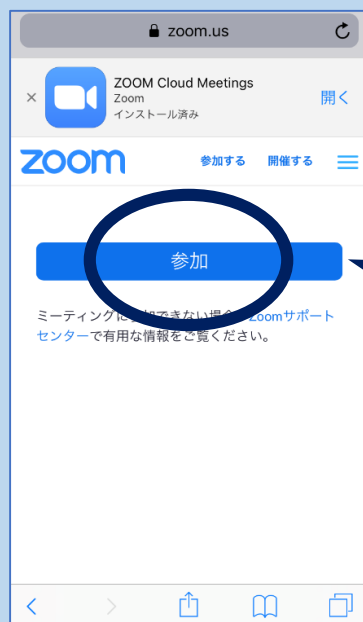 zoom.us
ZOOM Cloud Meetings
Zoom
インストール済み
開く
zoom
参加する 開催する
参加
ミーティングに参加できない場合、Zoomサポート
センターで有用な情報をご覧ください。